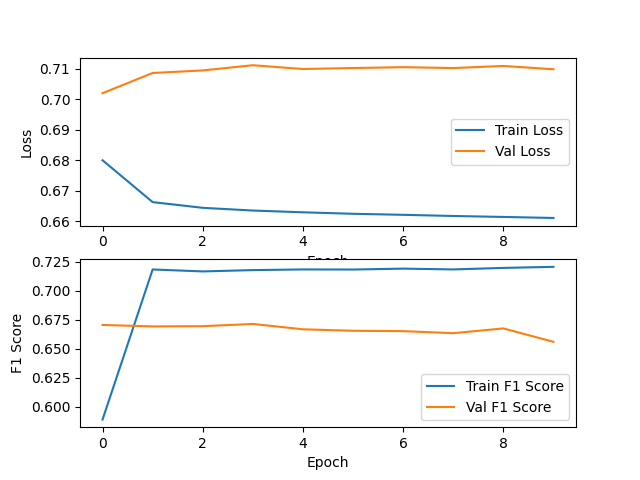 0.71
0.70
0.69
0.68
0.67
0.66
Loss
Train Loss
Val Loss
0 2 4 6 8
Epoch
0.725
0.700
0.675
0.650
0.625
0.600
F1 Score
Train F1 Score
Val F1 Score
0 2 4 6 8
Epoch